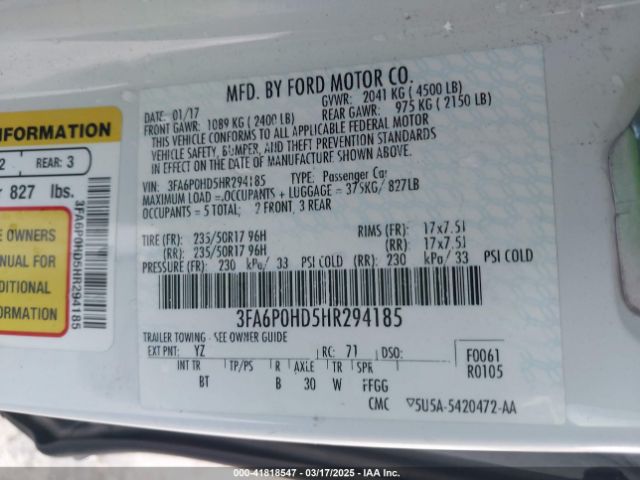 MFD. BY FORD MOTOR CO.
DATE: 01/17
GVWR: 2041 KG ( 4500 LB)
FRONT GAWR: 1089 KG ( 2400 LB)
REAR GAWR: 975 KG ( 2150 LB)
THIS VEHICLE CONFORMS TO ALL APPLICABLE FEDERAL MOTOR
VEHICLE SAFETY, BUMPER, AND THEFT PREVENTION STANDARDS
IN EFFECT ON THE DATE OF MANUFACTURE SHOWN ABOVE.
VIN: 3FA6P0HD5HR294185 TYPE: Passenger Car
MAXIMUM LOAD = OCCUPANTS + LUGGAGE = 375KG/ 827LB
OCCUPANTS = 5 TOTAL; 2 FRONT, 3 REAR
TIRE (FR): 235/50R17 96H RIMS (FR): 17x7.5J
(RR): 235/50R17 96H (RR): 17x7.5J
PRESSURE (FR): 230 kPa/ 33 PSI COLD (RR): 230 kPa/ 33 PSI COLD
3FA6P0HD5HR294185
TRAILER TOWING - SEE OWNER GUIDE
EXT PNT: YZ RC: 71 DSO:
F0061
R0105
INT TR TP/PS R AXLE TR SPR
BT B 30 W FFGG
CMC ▽5U5A-5420472-AA
INFORMATION
2 REAR: 3
r 827 lbs.
E OWNERS
ANUAL FOR
DITIONAL
ORMATION
3FA6P0HD5HR294185
000-41818547 - 03/17/2025 - IAA Inc.